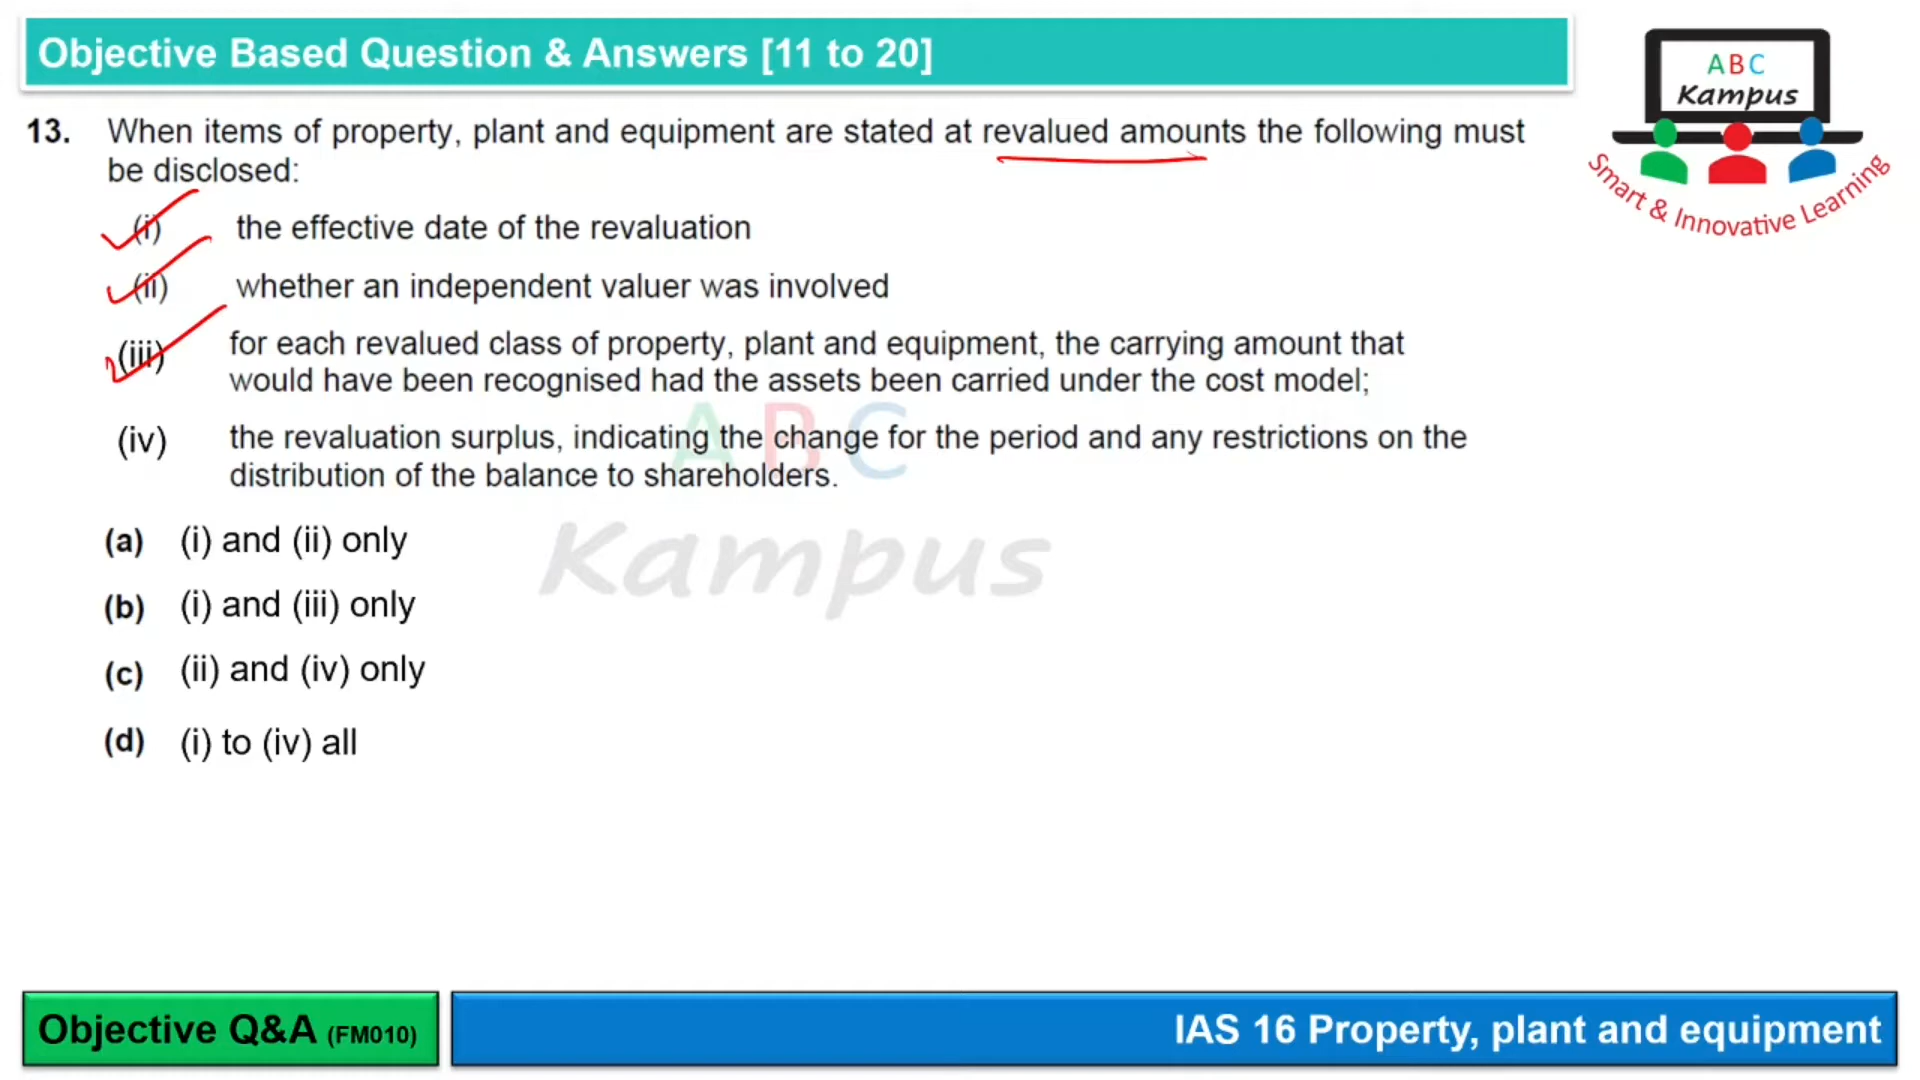 Objective Based Question & Answers [11 to 20]
ABC
Kampus
Smart & Innovative Learning
13. When items of property, plant and equipment are stated at revalued amounts the following must
be disclosed:
(i) the effective date of the revaluation
(ii) whether an independent valuer was involved
(iii) for each revalued class of property, plant and equipment, the carrying amount that
would have been recognised had the assets been carried under the cost model;
(iv) the revaluation surplus, indicating the change for the period and any restrictions on the
distribution of the balance to shareholders.
ABC
Kampus
(a) (i) and (ii) only
(b) (i) and (iii) only
(c) (ii) and (iv) only
(d) (i) to (iv) all
Objective Q&A (FM010)
IAS 16 Property, plant and equipment